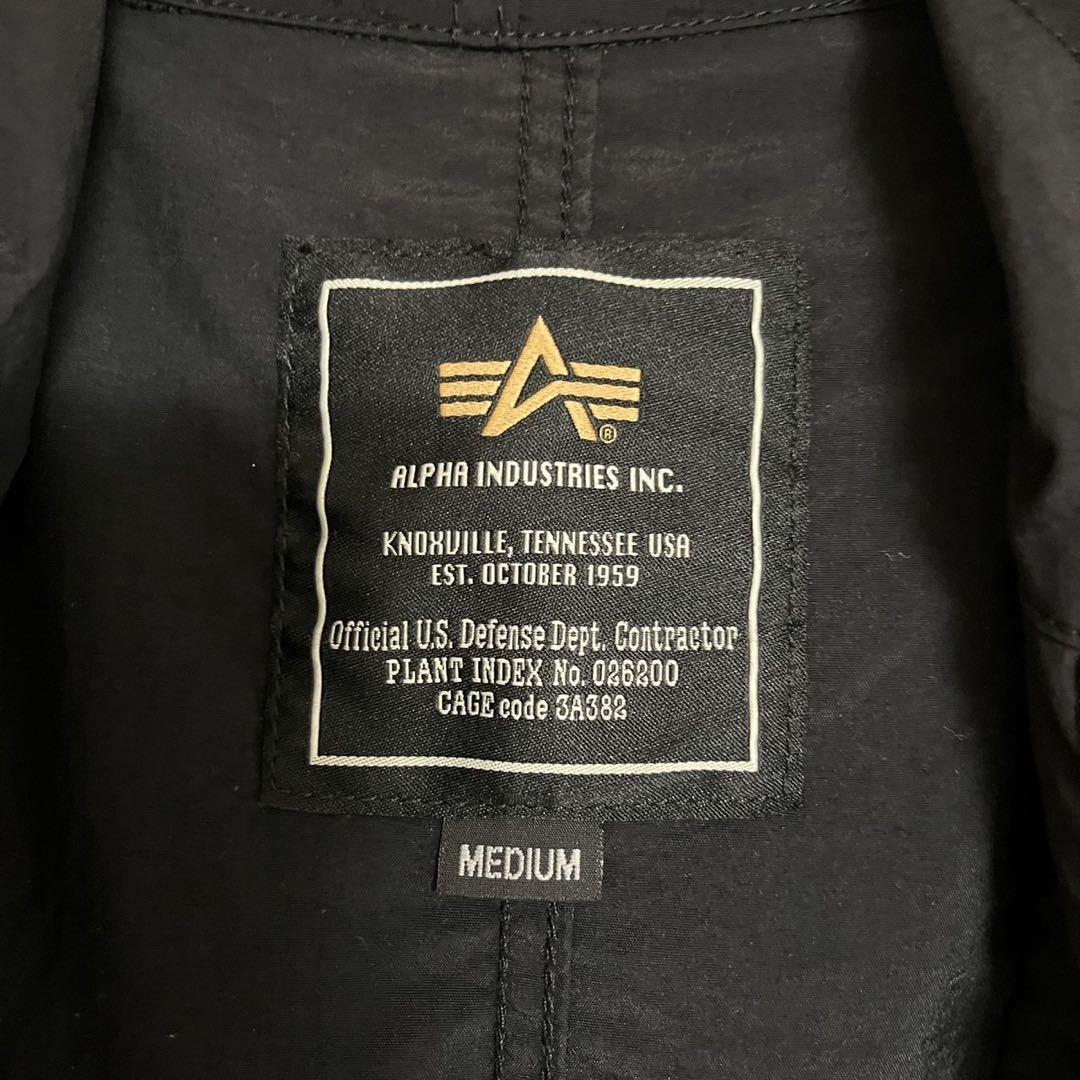 ®
ALPHA INDUSTRIES INC.
KNOXVILLE, TENNESSEE USA
EST. OCTOBER 1959
Official U.S. Defense Dept. Contractor
PLANT INDEX No. 026200
CAGE code 3A382
MEDIUM